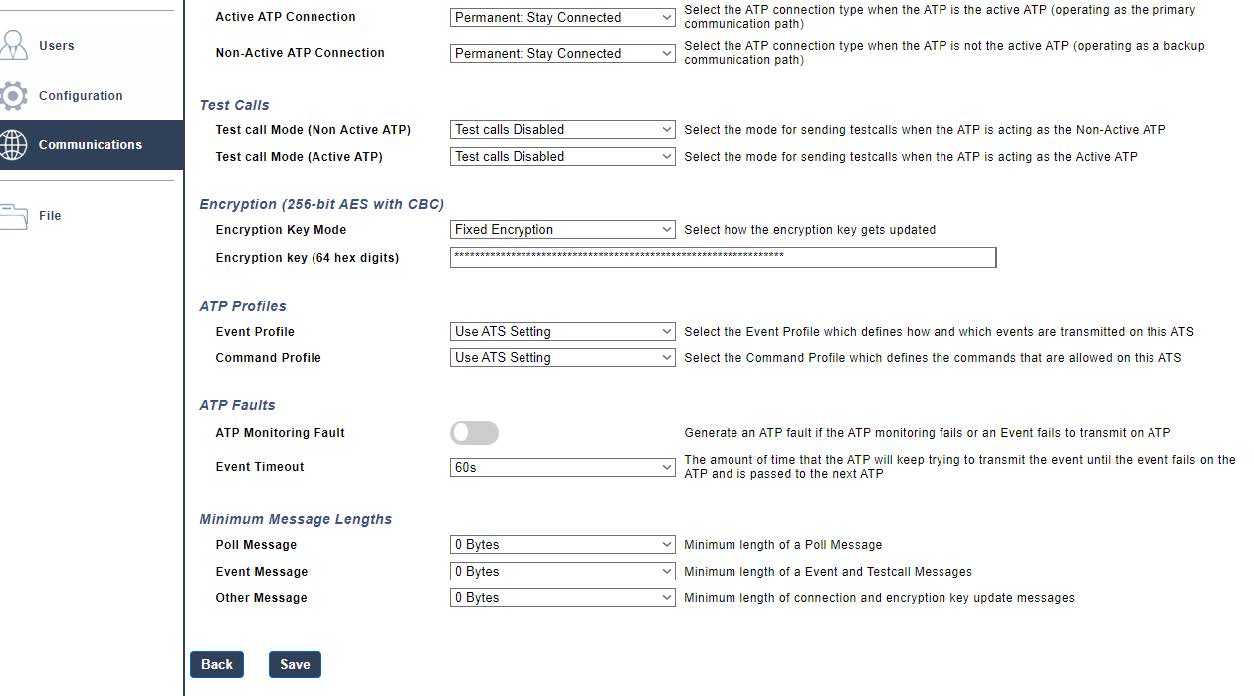 Users
Configuration
Communications
File
Active ATP Connection
Permanent: Stay Connected
Select the ATP connection type when the ATP is the active ATP (operating as the primary
communication path)
Non-Active ATP Connection
Permanent: Stay Connected
Select the ATP connection type when the ATP is not the active ATP (operating as a backup
communication path)
Test Calls
Test call Mode (Non Active ATP)
Test calls Disabled
Select the mode for sending testcalls when the ATP is acting as the Non-Active ATP
Test call Mode (Active ATP)
Test calls Disabled
Select the mode for sending testcalls when the ATP is acting as the Active ATP
Encryption (256-bit AES with CBC)
Encryption Key Mode
Fixed Encryption
Select how the encryption key gets updated
Encryption key (64 hex digits)
****************************************************************
ATP Profiles
Event Profile
Use ATS Setting
Select the Event Profile which defines how and which events are transmitted on this ATS
Command Profile
Use ATS Setting
Select the Command Profile which defines the commands that are allowed on this ATS
ATP Faults
ATP Monitoring Fault
Generate an ATP fault if the ATP monitoring fails or an Event fails to transmit on ATP
Event Timeout
60s
The amount of time that the ATP will keep trying to transmit the event until the event fails on the
ATP and is passed to the next ATP
Minimum Message Lengths
Poll Message
0 Bytes
Minimum length of a Poll Message
Event Message
0 Bytes
Minimum length of a Event and Testcall Messages
Other Message
0 Bytes
Minimum length of connection and encryption key update messages
Back
Save